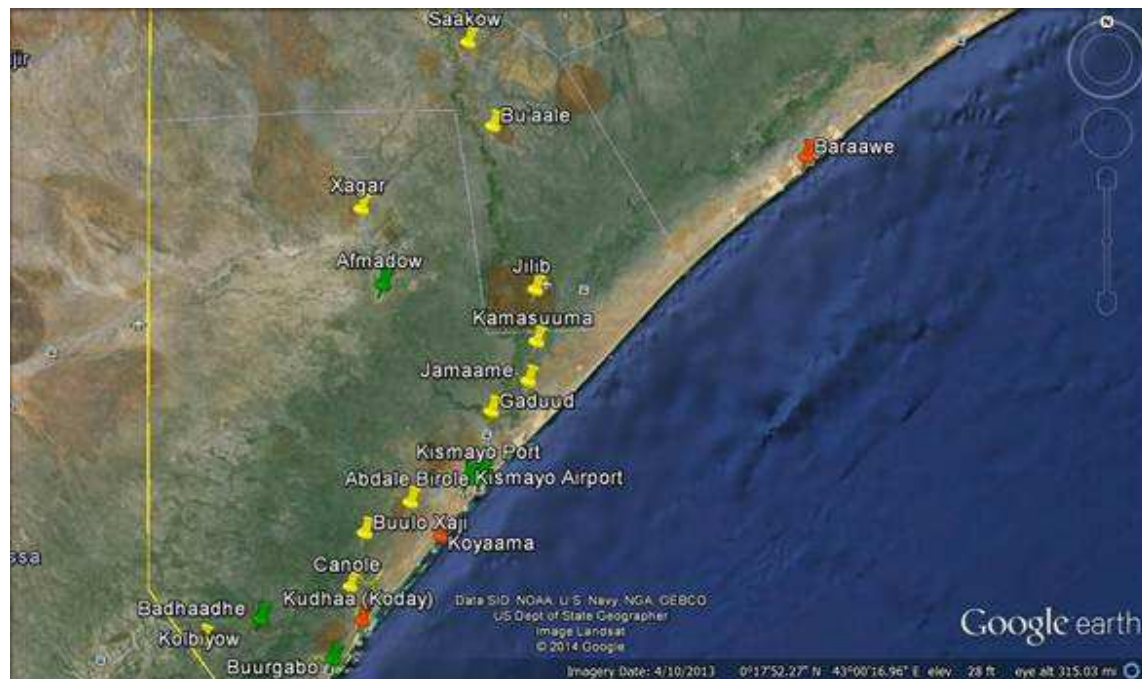 Saakow
jir
Bu'aale
Baraawe
Xagar
Afmadow
Jilib
Kamasuuma
Jamaame
Gaduud
Kismayo Port
Abdale Birole
Kismayo Airport
Buulo Xaji
Koyaama
ssa
Canole
Kudhaa (Koday)
Badhaadhe
Kolbiyow
Buurgabo
Data SIO, NOAA, U.S. Navy, NGA, GEBCO
US Dept of State Geographer
Image Landsat
© 2014 Google
Google earth
N
Imagery Date: 4/10/2013 0°17'52.27" N 43°00'16.96" E elev 28 ft eye alt 315.03 mi